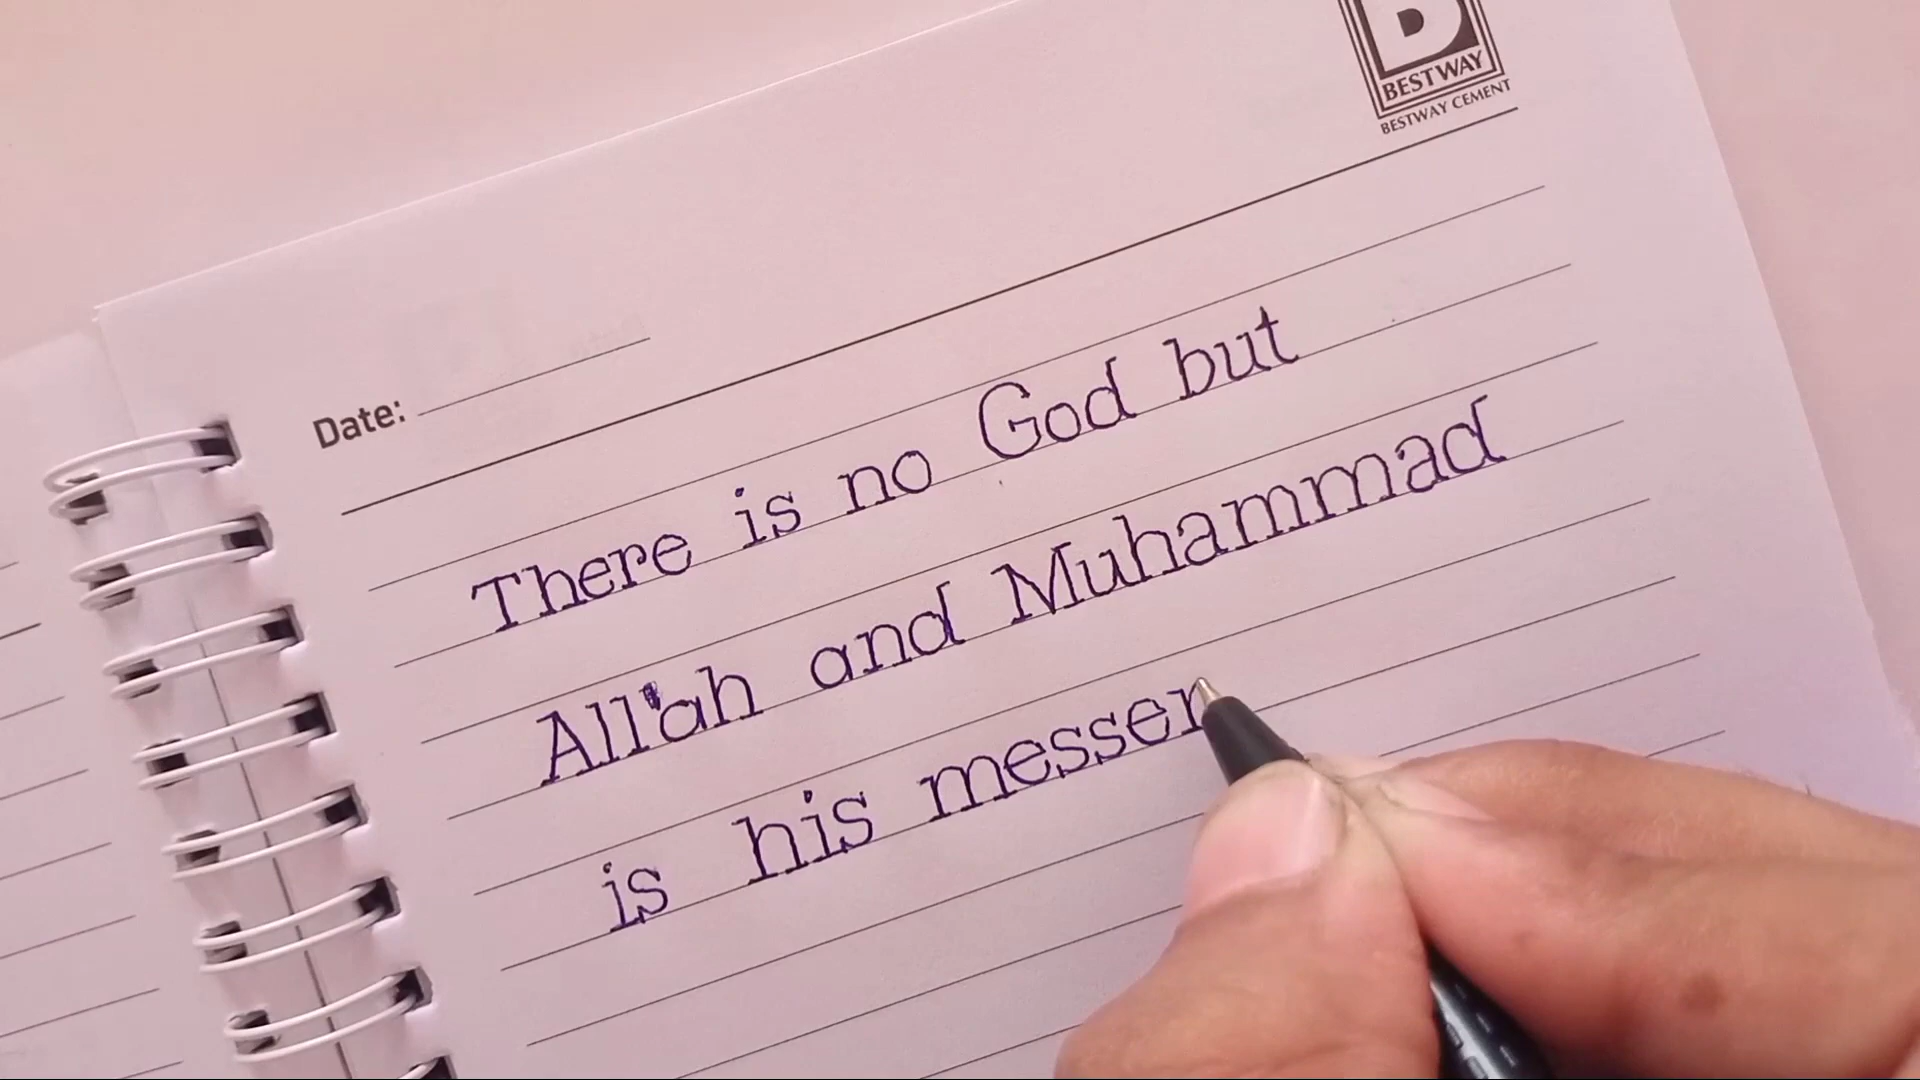 BESTWAY
BESTWAY CEMENT
Date:
There is no God but
Allah and Muhammad
is his messen